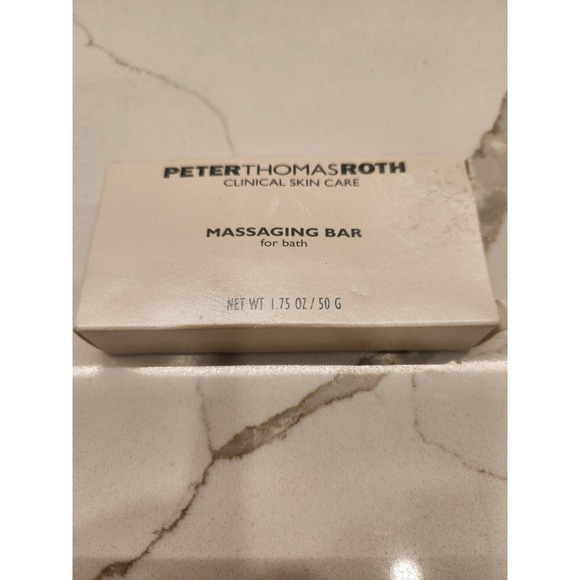 PETERTHOMASROTH
CLINICAL SKIN CARE
MASSAGING BAR
for bath
NET WT 1.75 OZ / 50 G